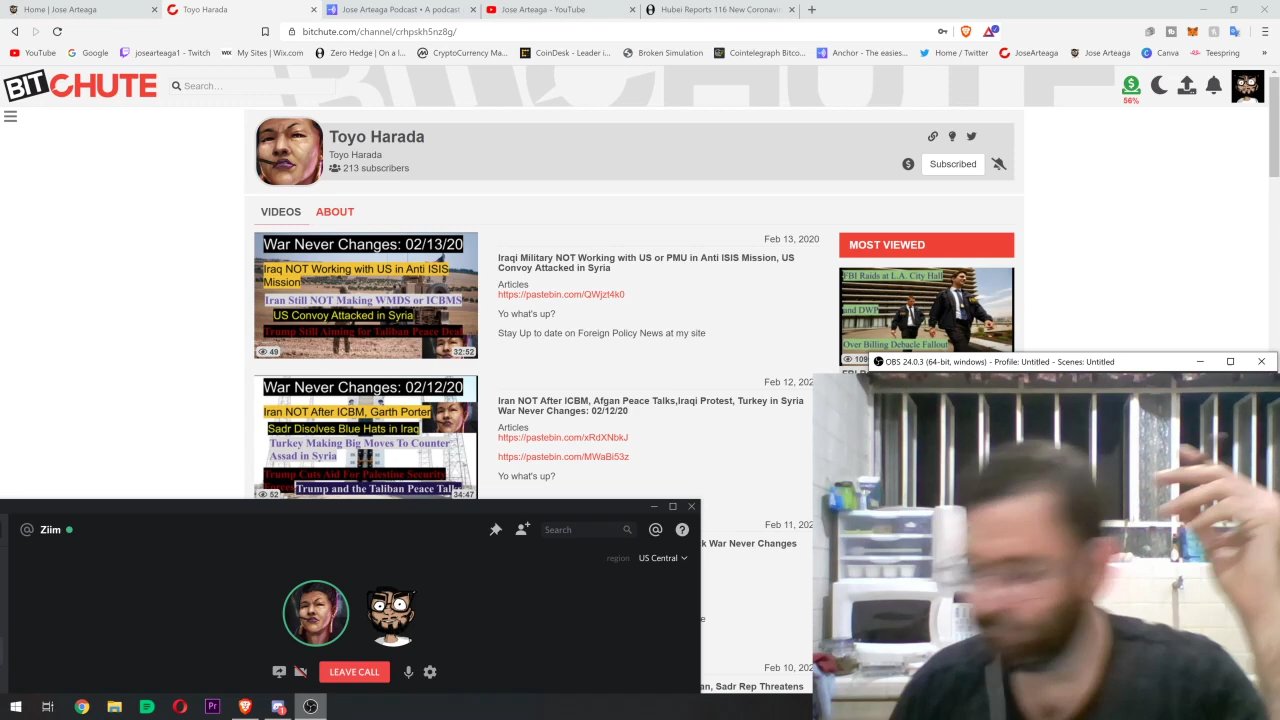 Home | Jose Arteaga
Toyo Harada
Jose Arteaga Podcast • A podcast
Jose Arteaga - YouTube
Hubei Reports 116 New Coronavir
bitchute.com/channel/crhpskh5nz8g/
YouTube
Google
josearteaga1 - Twitch
WIX My Sites | Wix.com
Zero Hedge | On a l...
CryptoCurrency Ma...
CoinDesk - Leader i...
Broken Simulation
Cointelegraph Bitco...
Anchor - The easies...
Home / Twitter
JoseArteaga
Jose Arteaga
Canva
Teespring
BITCHUTE
Search...
56%
Toyo Harada
Toyo Harada
213 subscribers
Subscribed
VIDEOS
ABOUT
War Never Changes: 02/13/20
Iraq NOT Working with US in Anti ISIS
Mission
Iran Still NOT Making WMDS or ICBMS
US Convoy Attacked in Syria
Trump Still Aiming for Taliban Peace Deal
49
32:52
Feb 13, 2020
Iraqi Military NOT Working with US or PMU in Anti ISIS Mission, US
Convoy Attacked in Syria
Articles
https://pastebin.com/QWjzt4k0
Yo what's up?
Stay Up to date on Foreign Policy News at my site
MOST VIEWED
FBI Raids at L.A. City Hall
and DWP
Over Billing Debacle Fallout
109
War Never Changes: 02/12/20
Iran NOT After ICBM, Garth Porter
Sadr Disolves Blue Hats in Iraq
Turkey Making Big Moves To Counter
Assad in Syria
Trump Cuts Aid For Palestine Security
Forces
Trump and the Taliban Peace Talks
52
34:47
Feb 12, 202
Iran NOT After ICBM, Afgan Peace Talks,Iraqi Protest, Turkey in Syria
War Never Changes: 02/12/20
Articles
https://pastebin.com/xRdXNbkJ
https://pastebin.com/MWaBi53z
Yo what's up?
Feb 11, 202
k War Never Changes
Feb 10, 202
an, Sadr Rep Threatens
OBS 24.0.3 (64-bit, windows) - Profile: Untitled - Scenes: Untitled
Ziim
Search
region
US Central
LEAVE CALL